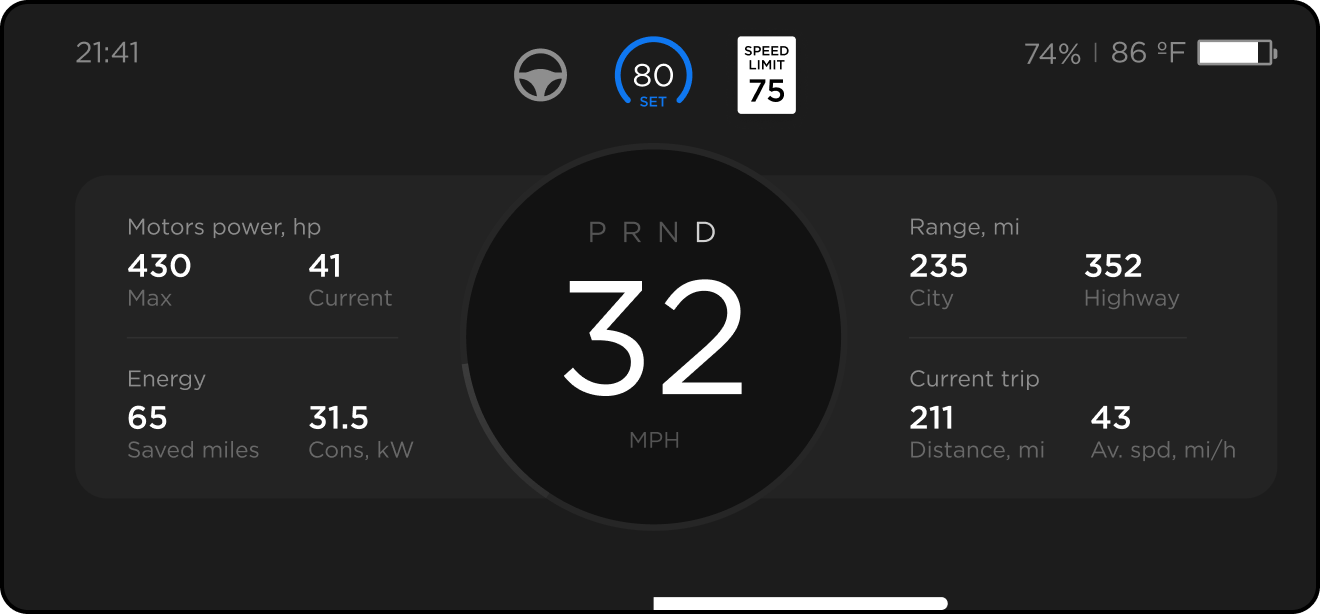 21:41
80
SET
SPEED
LIMIT
75
74% | 86 ºF
Motors power, hp
430 41
Max Current
Energy
65 31.5
Saved miles Cons, kW
P R N D
32
MPH
Range, mi
235 352
City Highway
Current trip
211 43
Distance, mi Av. spd, mi/h